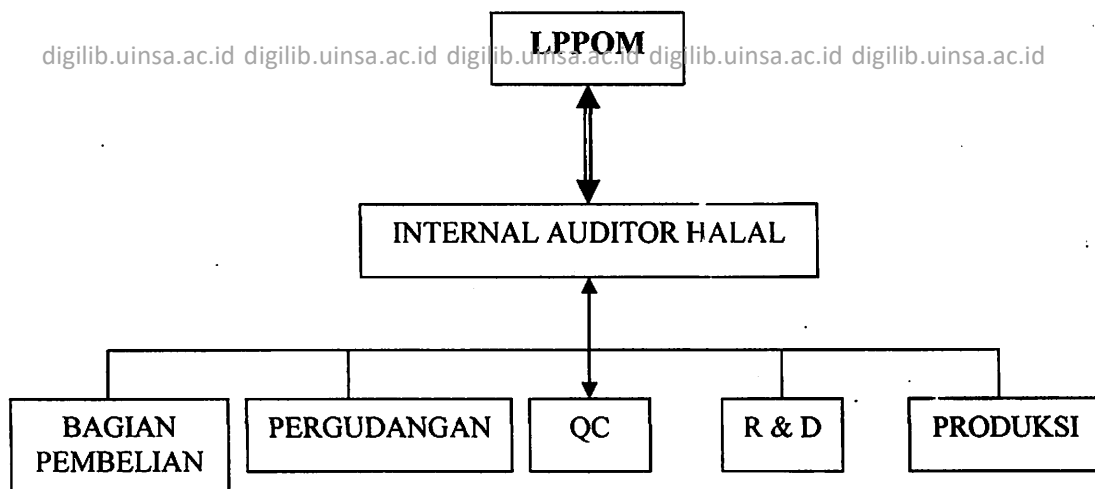 LPPOM
digilib.uinsa.ac.id digilib.uinsa.ac.id digilib.uinsa.ac.id digilib.uinsa.ac.id digilib.uinsa.ac.id
INTERNAL AUDITOR HALAL
BAGIAN
PEMBELIAN
PERGUDANGAN
QC
R & D
PRODUKSI